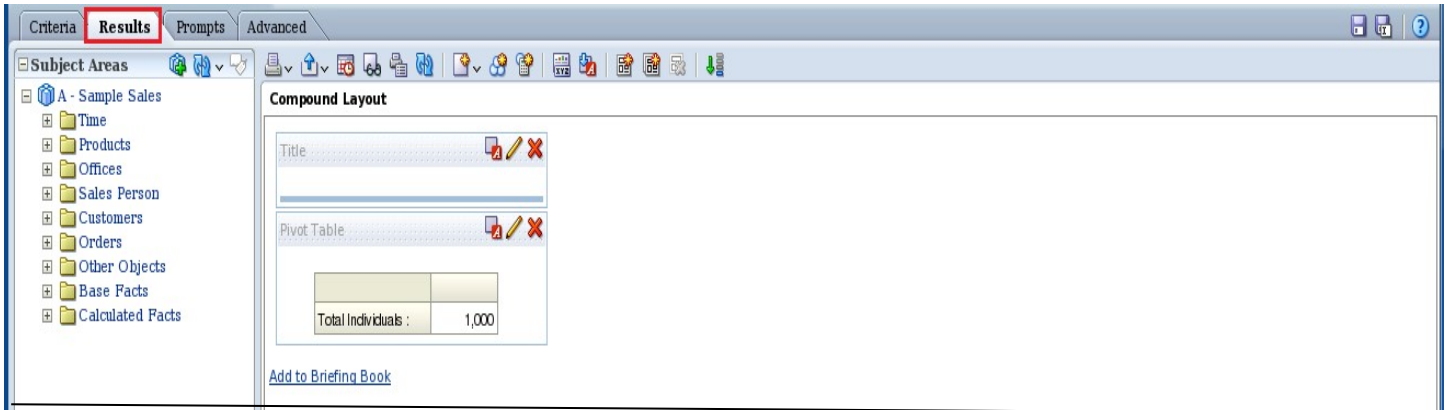 Criteria Results Prompts Advanced
Subject Areas
A - Sample Sales
Time
Products
Offices
Sales Person
Customers
Orders
Other Objects
Base Facts
Calculated Facts
Compound Layout
Title
Pivot Table
Total Individuals : 1,000
Add to Briefing Book